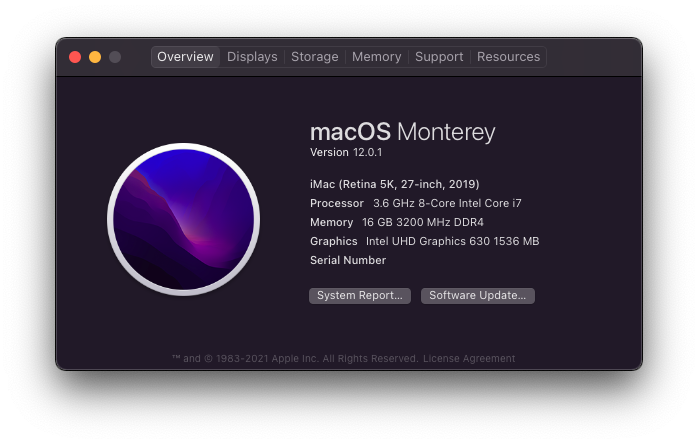 Overview Displays Storage Memory Support Resources
macOS Monterey
Version 12.0.1
iMac (Retina 5K, 27-inch, 2019)
Processor 3.6 GHz 8-Core Intel Core i7
Memory 16 GB 3200 MHz DDR4
Graphics Intel UHD Graphics 630 1536 MB
Serial Number
System Report... Software Update...
™ and © 1983-2021 Apple Inc. All Rights Reserved. License Agreement